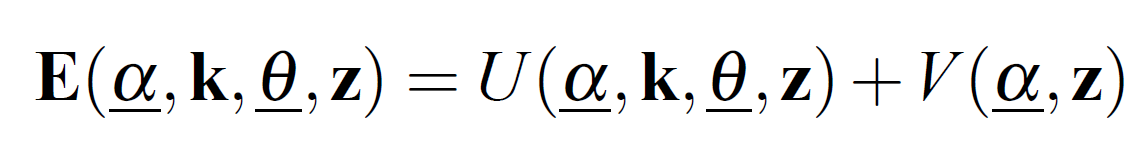 E(α, k, θ, z) = U(α, k, θ, z) + V(α, z)